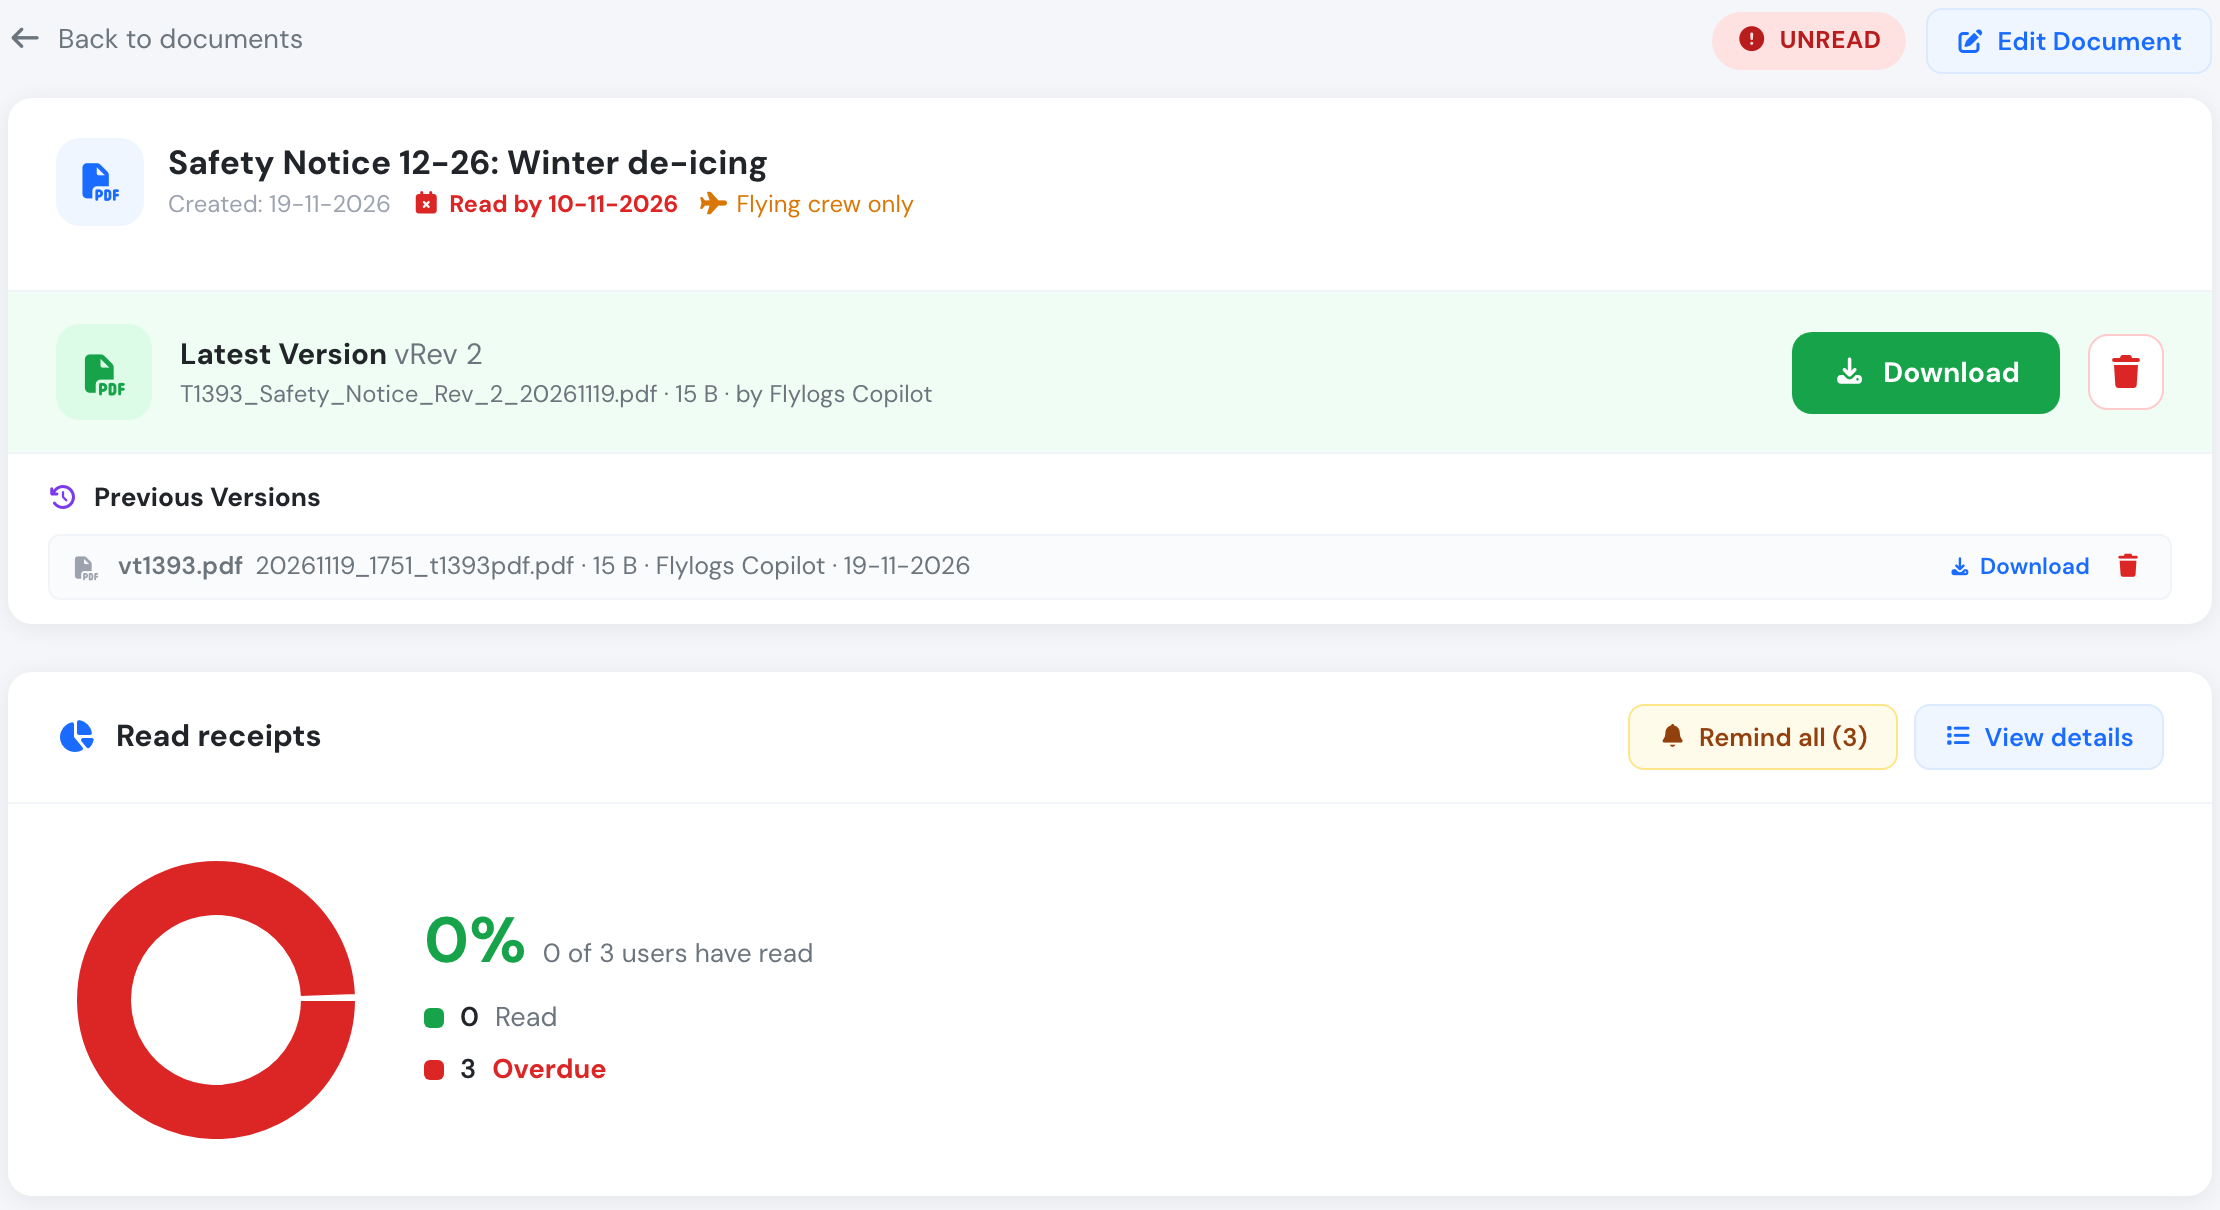 Back to documents
UNREAD
Edit Document
PDF
Safety Notice 12-26: Winter de-icing
Created: 19-11-2026 Read by 10-11-2026 Flying crew only
PDF
Latest Version vRev 2
T1393_Safety_Notice_Rev_2_20261119.pdf · 15 B · by Flylogs Copilot
Download
Previous Versions
PDF
vt1393.pdf 20261119_1751_t1393pdf.pdf · 15 B · Flylogs Copilot · 19-11-2026
Download
Read receipts
Remind all (3)
View details
0% 0 of 3 users have read
0 Read
3 Overdue